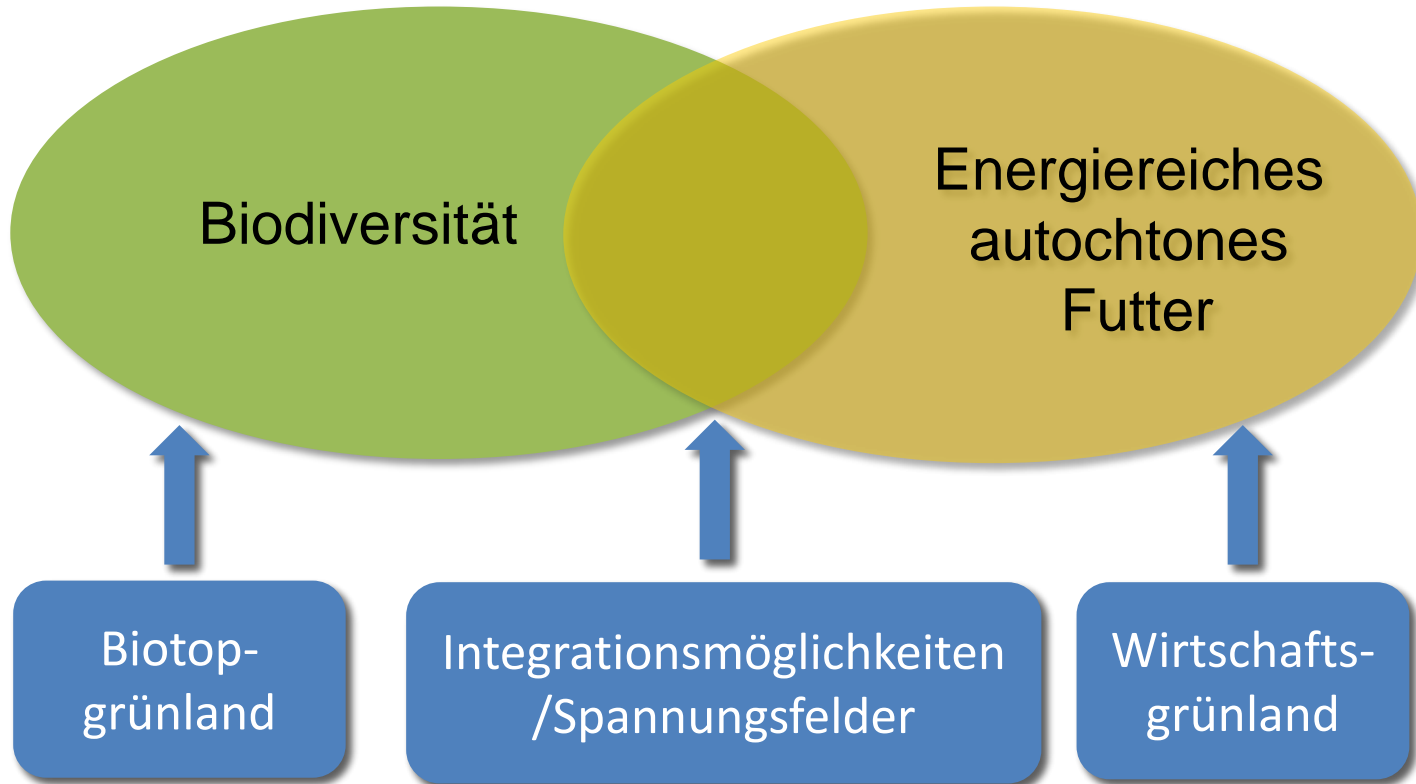 Biodiversität
Energiereiches
autochtones
Futter
Biotop-
grünland
Integrationsmöglichkeiten
/Spannungsfelder
Wirtschafts-
grünland